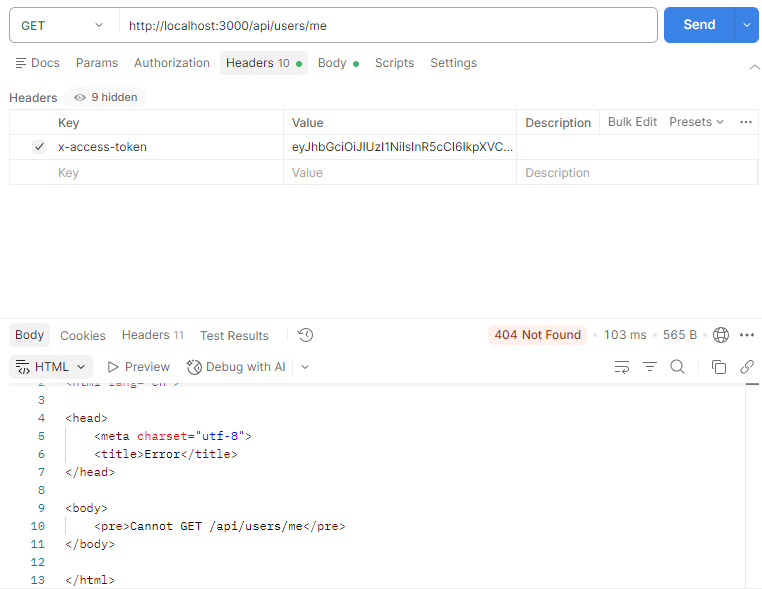 GET http://localhost:3000/api/users/me Send
Docs Params Authorization Headers 10 Body Scripts Settings
Headers 9 hidden
Key Value Description Bulk Edit Presets ...
x-access-token eyJhbGciOiJIUzI1NiIsInR5cCI6IkpXVC...
Key Value Description
Body Cookies Headers 11 Test Results 404 Not Found 103 ms 565 B ...
HTML Preview Debug with AI
2 <html lang="en">
3
4 <head>
5 <meta charset="utf-8">
6 <title>Error</title>
7 </head>
8
9 <body>
10 <pre>Cannot GET /api/users/me</pre>
11 </body>
12
13 </html>